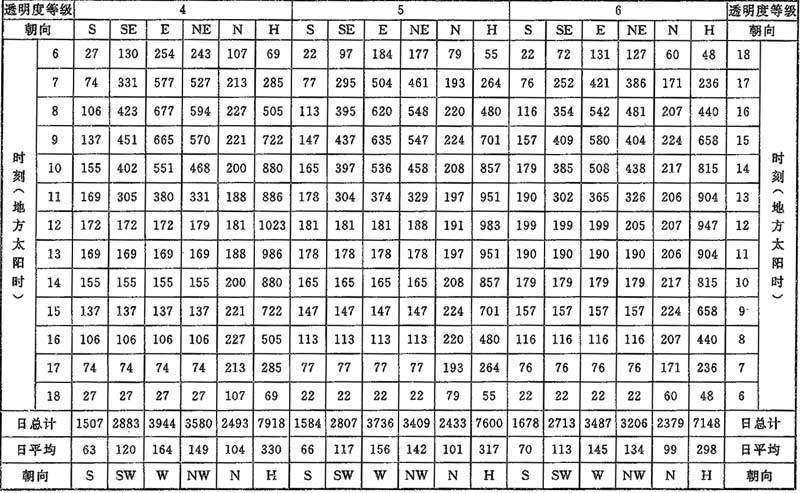 透明度等级 4 5 6 透明度等级
朝向 S SE E NE N H S SE E NE N H S SE E NE N H 朝向
时刻(地方太阳时) 时刻(地方太阳时)
6 27 130 254 243 107 69 22 97 184 177 79 55 22 72 131 127 60 48 18
7 74 331 577 527 213 285 77 295 504 461 193 264 76 252 421 386 171 236 17
8 106 423 677 594 227 505 113 395 620 548 220 480 116 354 542 481 207 440 16
9 137 451 665 570 221 722 147 437 635 547 224 701 157 409 580 404 224 658 15
10 155 402 551 468 200 880 165 397 536 458 208 857 179 385 508 438 217 815 14
11 169 305 380 331 188 886 178 304 374 329 197 951 190 302 365 326 206 904 13
12 172 172 172 179 181 1023 181 181 181 188 191 983 199 199 199 205 207 947 12
13 169 169 169 169 188 986 178 178 178 178 197 951 190 190 190 190 206 904 11
14 155 155 155 155 200 880 165 165 165 165 208 857 179 179 179 179 217 815 10
15 137 137 137 137 221 722 147 147 147 147 224 701 157 157 157 157 224 658 9
16 106 106 106 106 227 505 113 113 113 113 220 480 116 116 116 116 207 440 8
17 74 74 74 74 213 285 77 77 77 77 193 264 76 76 76 76 171 236 7
18 27 27 27 27 107 69 22 22 22 22 79 55 22 22 22 22 60 48 6
日总计 1507 2883 3944 3580 2493 7918 1584 2807 3736 3409 2433 7600 1678 2713 3487 3206 2379 7148 日总计
日平均 63 120 164 149 104 330 66 117 156 142 101 317 70 113 145 134 99 298 日平均
朝向 S SW W NW N H S SW W NW N H S SW W NW N H 朝向